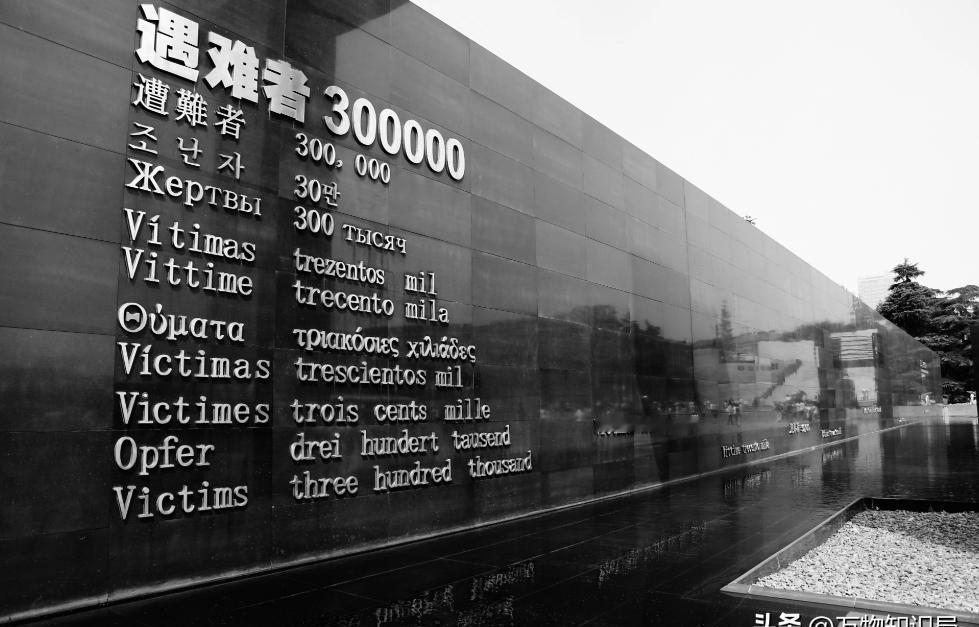 遇难者 300000
遭難者 300,000
조난자 30만
Жертвы 300 тысяч
Vítimas trezentos mil
Vittime trecento mila
Θύματα τριακόσιες χιλιάδες
Víctimas trescientos mil
Victimes trois cents mille
Opfer drei hundert tausend
Victims three hundred thousand
头条 @万物知识局